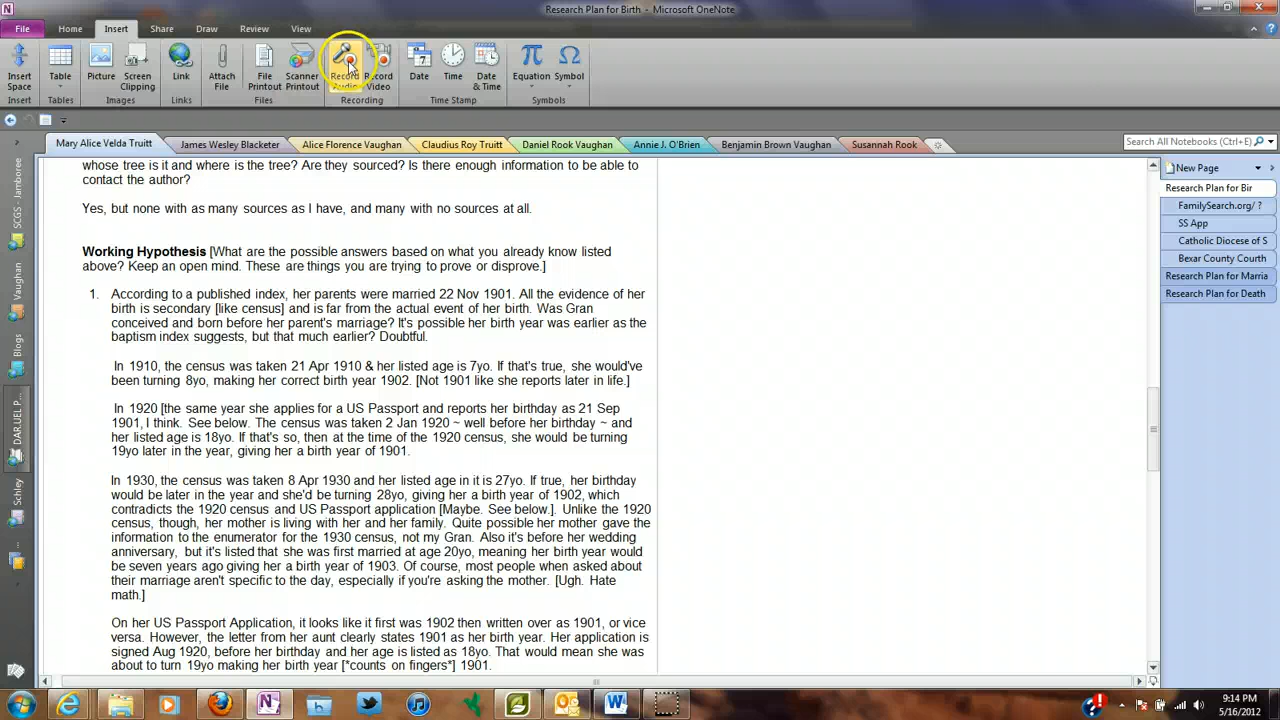 Research Plan for Birth - Microsoft OneNote
File Home Insert Share Draw Review View
Insert Space Table Picture Screen Clipping Link Attach File File Printout Scanner Printout Record Audio Record Video Date Time Date & Time Equation Symbol
Insert Tables Images Links Files Recording Time Stamp Symbols
Mary Alice Velda Truitt James Wesley Blacketer Alice Florence Vaughan Claudius Roy Truitt Daniel Rook Vaughan Annie J. O'Brien Benjamin Brown Vaughan Susannah Rook Search All Notebooks (Ctrl+E)
whose tree is it and where is the tree? Are they sourced? Is there enough information to be able to
contact the author?
Yes, but none with as many sources as I have, and many with no sources at all.
Working Hypothesis [What are the possible answers based on what you already know listed
above? Keep an open mind. These are things you are trying to prove or disprove.]
1. According to a published index, her parents were married 22 Nov 1901. All the evidence of her
birth is secondary [like census] and is far from the actual event of her birth. Was Gran
conceived and born before her parent's marriage? It's possible her birth year was earlier as the
baptism index suggests, but that much earlier? Doubtful.
In 1910, the census was taken 21 Apr 1910 & her listed age is 7yo. If that's true, she would've
been turning 8yo, making her correct birth year 1902. [Not 1901 like she reports later in life.]
In 1920 [the same year she applies for a US Passport and reports her birthday as 21 Sep
1901, I think. See below. The census was taken 2 Jan 1920 ~ well before her birthday ~ and
her listed age is 18yo. If that's so, then at the time of the 1920 census, she would be turning
19yo later in the year, giving her a birth year of 1901.
In 1930, the census was taken 8 Apr 1930 and her listed age in it is 27yo. If true, her birthday
would be later in the year and she'd be turning 28yo, giving her a birth year of 1902, which
contradicts the 1920 census and US Passport application [Maybe. See below.]. Unlike the 1920
census, though, her mother is living with her and her family. Quite possible her mother gave the
information to the enumerator for the 1930 census, not my Gran. Also it's before her wedding
anniversary, but it's listed that she was first married at age 20yo, meaning her birth year would
be seven years ago giving her a birth year of 1903. Of course, most people when asked about
their marriage aren't specific to the day, especially if you're asking the mother. [Ugh. Hate
math.]
On her US Passport Application, it looks like it first was 1902 then written over as 1901, or vice
versa. However, the letter from her aunt clearly states 1901 as her birth year. Her application is
signed Aug 1920, before her birthday and her age is listed as 18yo. That would mean she was
about to turn 19yo making her birth year [*counts on fingers*] 1901.
New Page
Research Plan for Bir
FamilySearch.org/ ?
SS App
Catholic Diocese of S
Bexar County Courth
Research Plan for Marria
Research Plan for Death
SCGS - Jamboree
Vaughan
Blogs
DAR.UEL P...
Schley
9:14 PM
5/16/2012